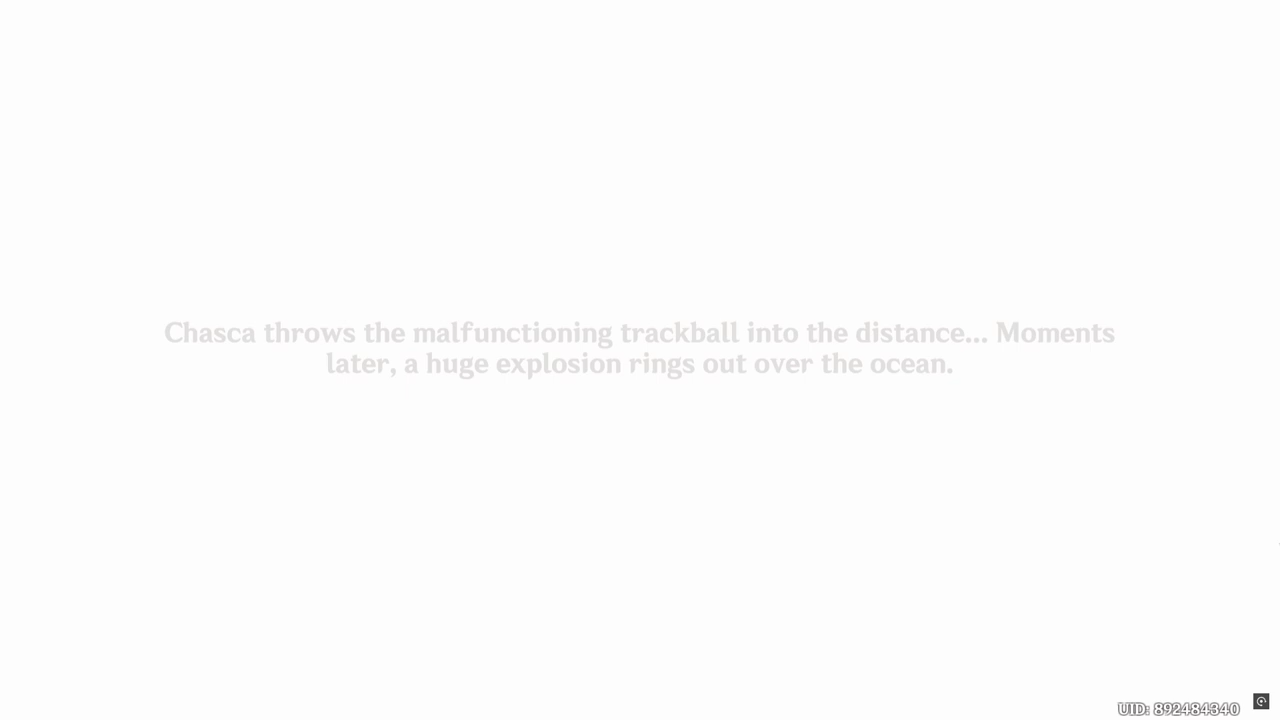 Chasca throws the malfunctioning trackball into the distance... Moments
later, a huge explosion rings out over the ocean.
UID: 892484340